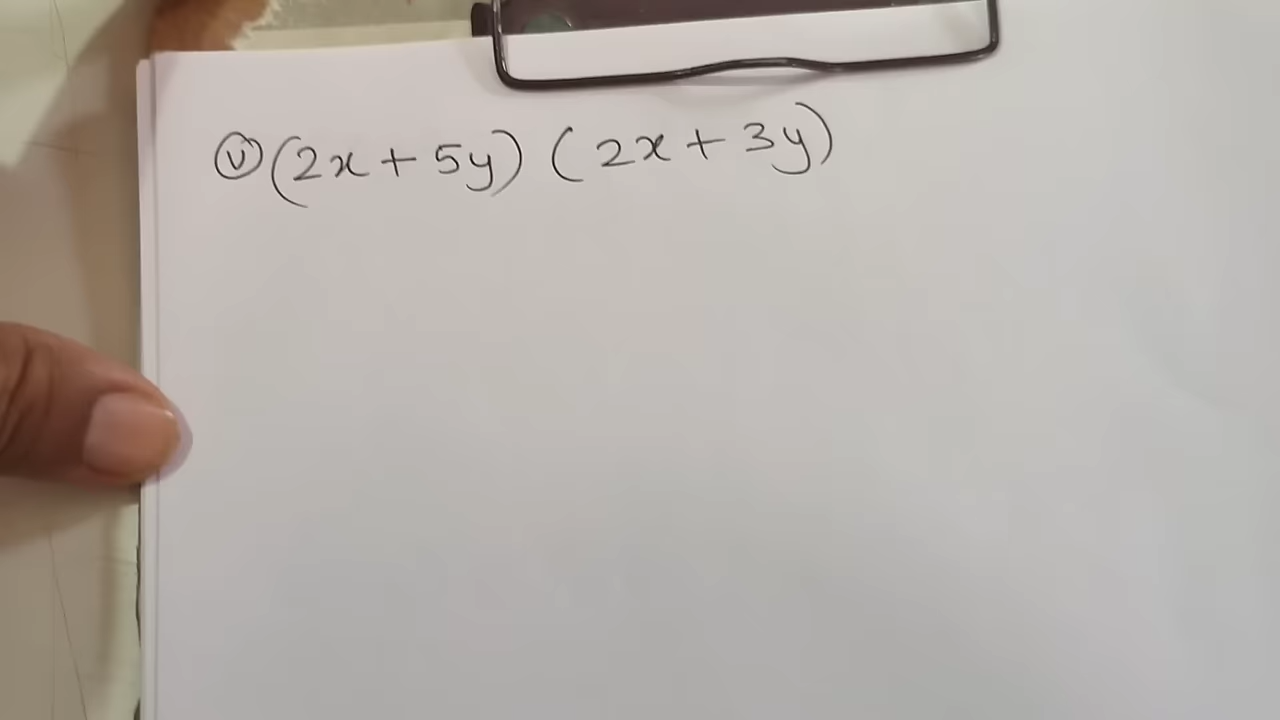 ⓥ (2x + 5y) (2x + 3y)